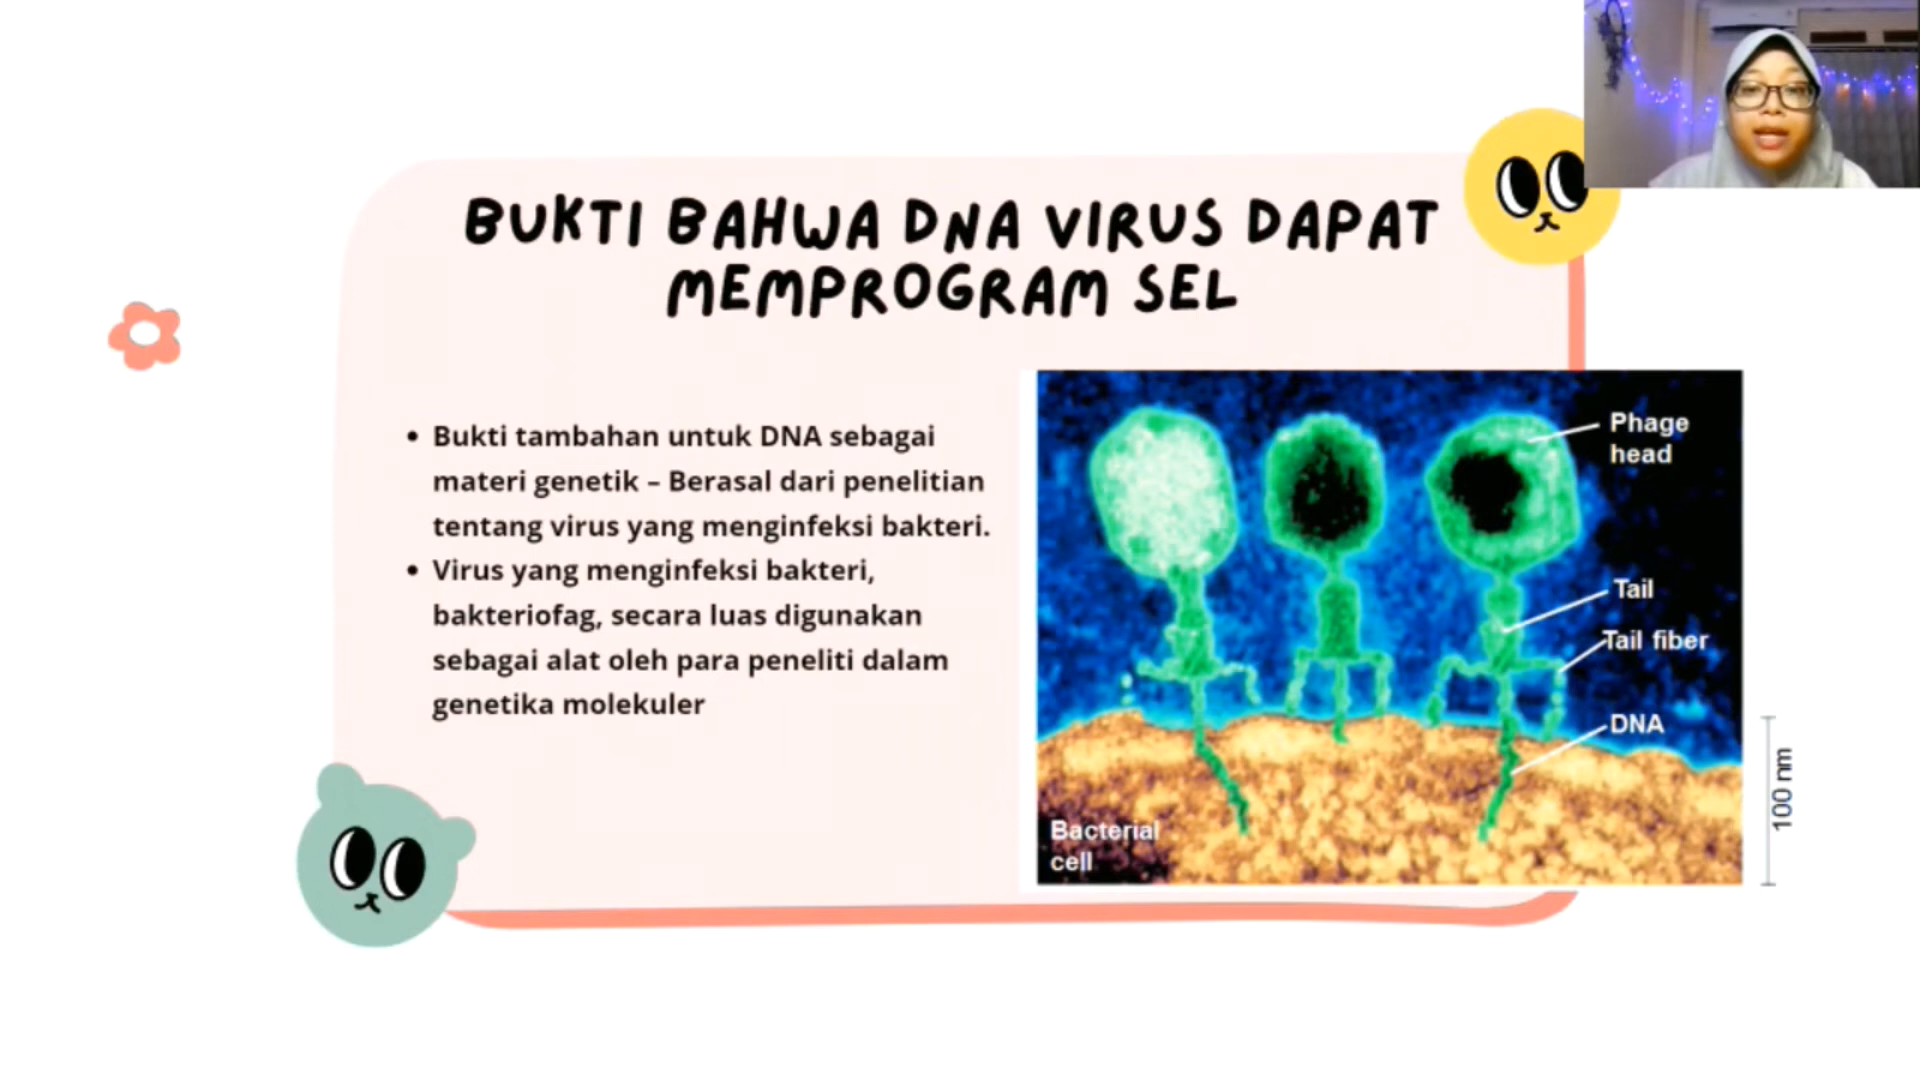 BUKTI BAHWA DNA VIRUS DAPAT
MEMPROGRAM SEL
• Bukti tambahan untuk DNA sebagai
materi genetik – Berasal dari penelitian
tentang virus yang menginfeksi bakteri.
• Virus yang menginfeksi bakteri,
bakteriofag, secara luas digunakan
sebagai alat oleh para peneliti dalam
genetika molekuler
Phage
head
Tail
Tail fiber
DNA
Bacterial
cell
100 nm